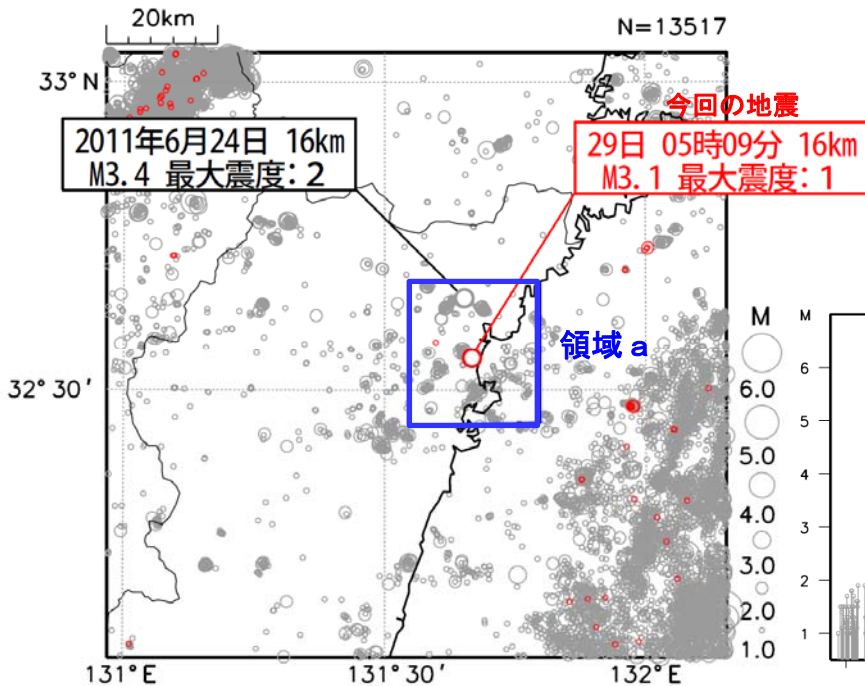 20km
N=13517
33°N
今回の地震
2011年6月24日 16km
M3.4 最大震度:2
29日 05時09分 16km
M3.1 最大震度:1
領域a
32°30′
M
6.0
5.0
4.0
3.0
2.0
1.0
M
6
5
4
3
2
1
131°E
131°30′
132°E